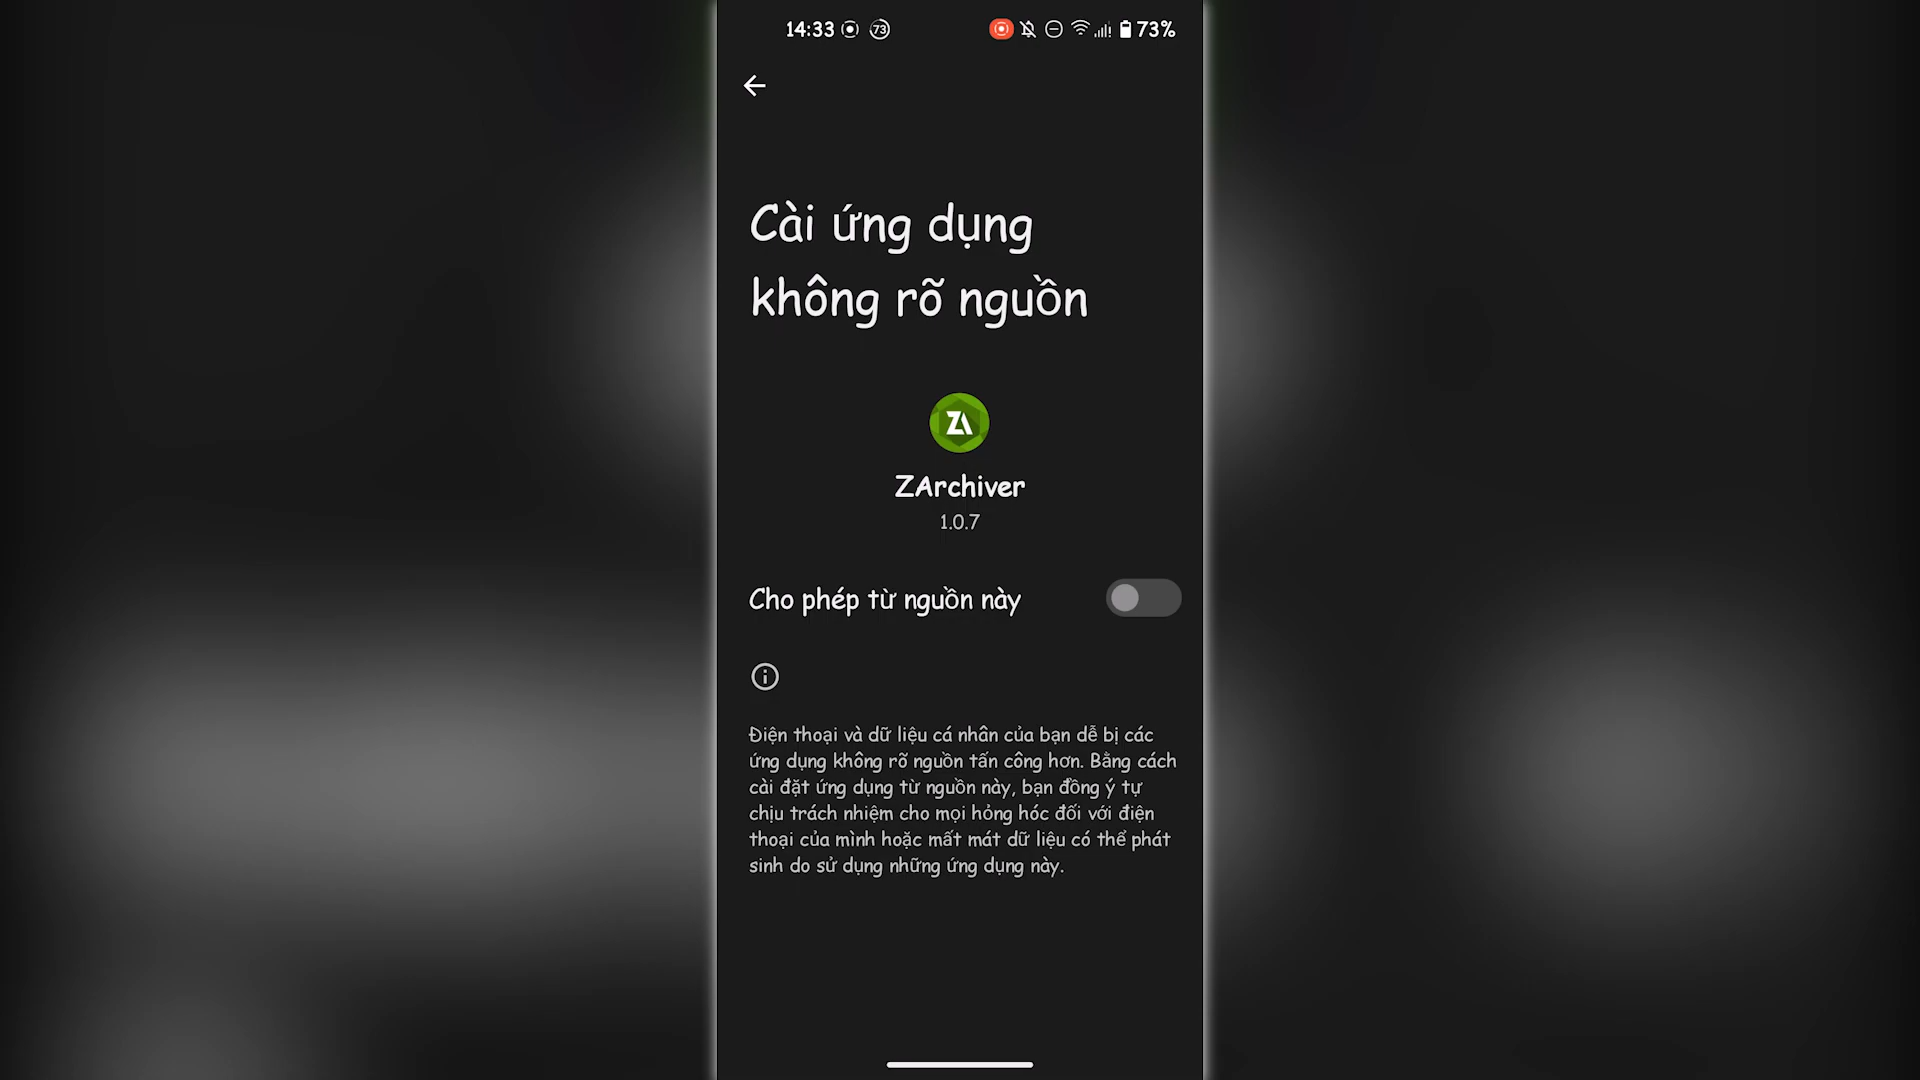 14:33 73 73%
Cài ứng dụng
không rõ nguồn
ZA
ZArchiver
1.0.7
Cho phép từ nguồn này
Điện thoại và dữ liệu cá nhân của bạn dễ bị các
ứng dụng không rõ nguồn tấn công hơn. Bằng cách
cài đặt ứng dụng từ nguồn này, bạn đồng ý tự
chịu trách nhiệm cho mọi hỏng hóc đối với điện
thoại của mình hoặc mất mát dữ liệu có thể phát
sinh do sử dụng những ứng dụng này.